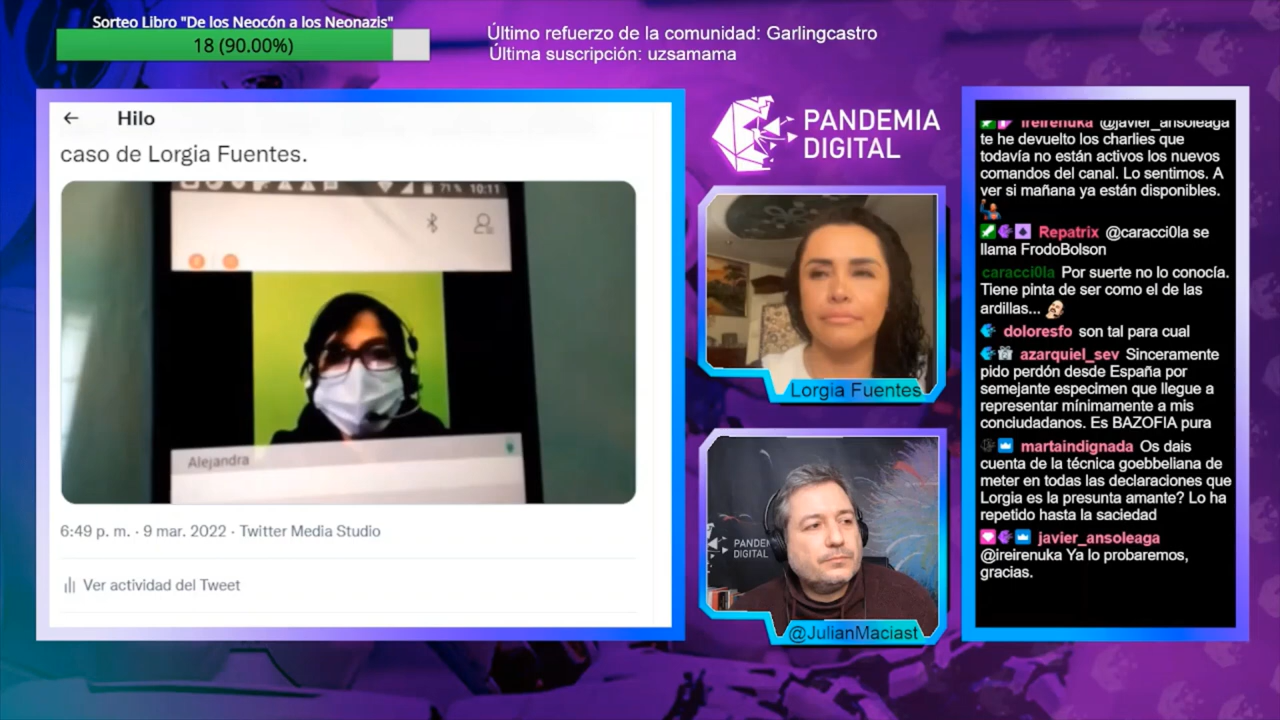 Sorteo Libro "De los Neocón a los Neonazis"
18 (90.00%)
Último refuerzo de la comunidad: Garlingcastro
Última suscripción: uzsamama
← Hilo
caso de Lorgia Fuentes.
71% 10:11
Alejandra
6:49 p. m. · 9 mar. 2022 · Twitter Media Studio
Ver actividad del Tweet
PANDEMIA
DIGITAL
Lorgia Fuentes
DIGITAL
@JulianMaciast
ireirenuka @javier_ansoleaga
te he devuelto los charlies que
todavía no están activos los nuevos
comandos del canal. Lo sentimos. A
ver si mañana ya están disponibles.
Repatrix @caracci0la se
llama FrodoBolson
caracci0la Por suerte no lo conocía.
Tiene pinta de ser como el de las
ardillas...
doloresfo son tal para cual
azarquiel_sev Sinceramente
pido perdón desde España por
semejante especimen que llegue a
representar mínimamente a mis
conciudadanos. Es BAZOFIA pura
martaindignada Os dais
cuenta de la técnica goebbeliana de
meter en todas las declaraciones que
Lorgia es la presunta amante? Lo ha
repetido hasta la saciedad
javier_ansoleaga
@ireirenuka Ya lo probaremos,
gracias.